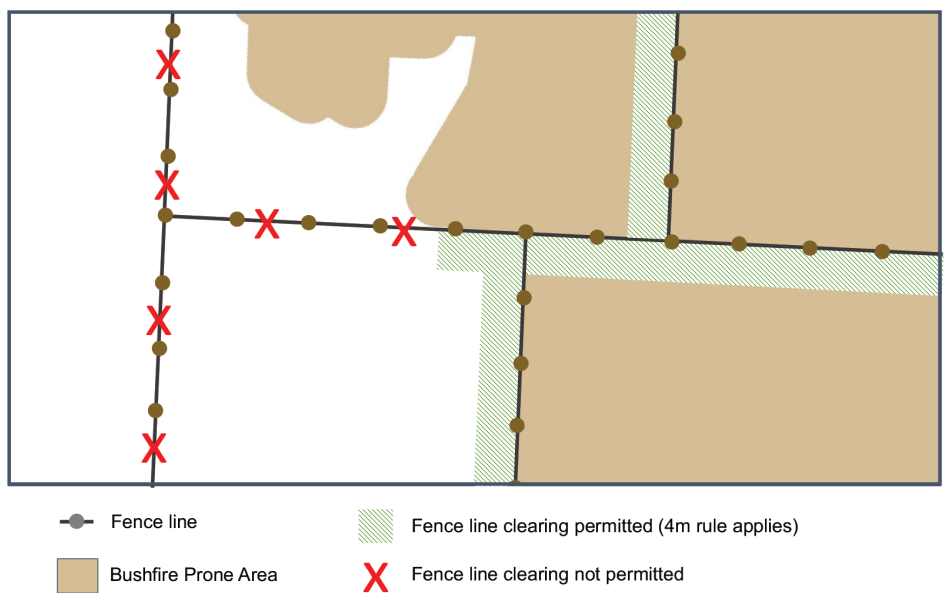 Fence line
Fence line clearing permitted (4m rule applies)
Bushfire Prone Area
Fence line clearing not permitted